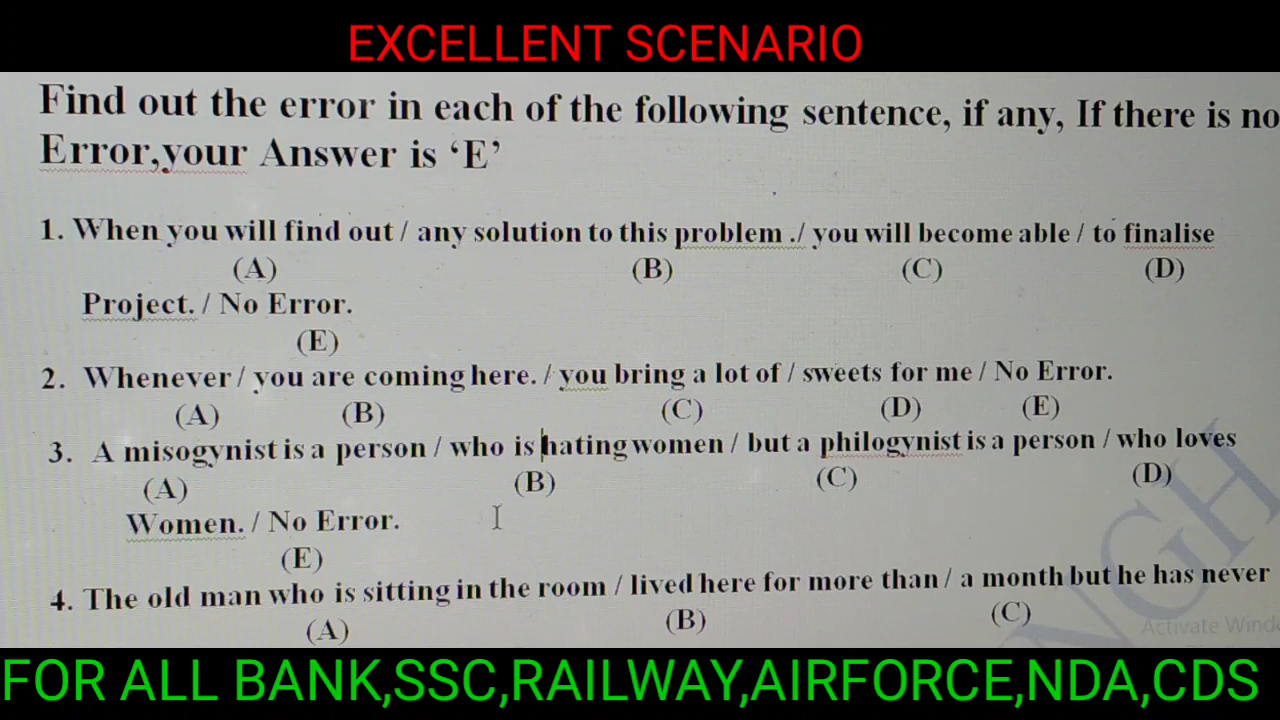 EXCELLENT SCENARIO
Find out the error in each of the following sentence, if any, If there is no
Error,your Answer is ‘E’
1. When you will find out / any solution to this problem ./ you will become able / to finalise
(A) (B) (C) (D)
Project. / No Error.
(E)
2. Whenever / you are coming here. / you bring a lot of / sweets for me / No Error.
(A) (B) (C) (D) (E)
3. A misogynist is a person / who is hating women / but a philogynist is a person / who loves
(A) (B) (C) (D)
Women. / No Error.
(E)
4. The old man who is sitting in the room / lived here for more than / a month but he has never
(A) (B) (C)
NGH
Activate Wind
FOR ALL BANK,SSC,RAILWAY,AIRFORCE,NDA,CDS